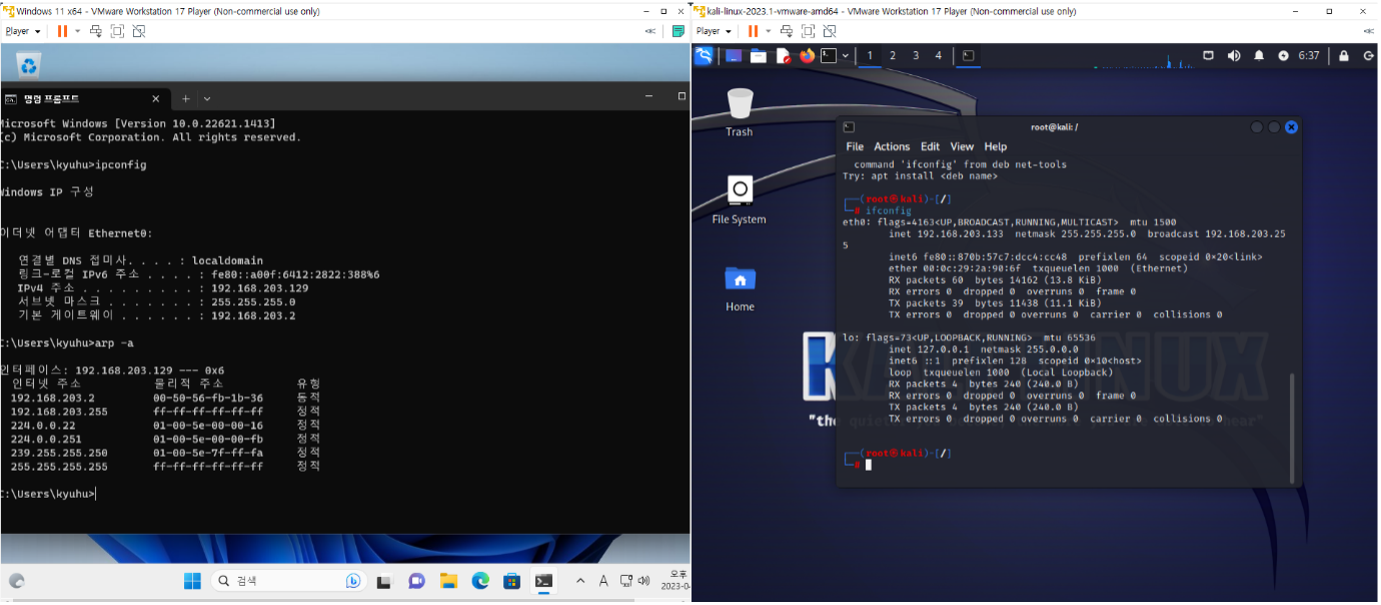 Windows 11 x64 - VMware Workstation 17 Player (Non-commercial use only)
Player
명령 프롬프트
Microsoft Windows [Version 10.0.22621.1413]
(c) Microsoft Corporation. All rights reserved.
C:\Users\kyuhu>ipconfig
Windows IP 구성
이더넷 어댑터 Ethernet0:
연결별 DNS 접미사. . . . : localdomain
링크-로컬 IPv6 주소 . . . . : fe80::a00f:6412:2822:388%6
IPv4 주소 . . . . . . . . . : 192.168.203.129
서브넷 마스크 . . . . . . . : 255.255.255.0
기본 게이트웨이 . . . . . . : 192.168.203.2
C:\Users\kyuhu>arp -a
인터페이스: 192.168.203.129 --- 0x6
인터넷 주소 물리적 주소 유형
192.168.203.2 00-50-56-fb-1b-36 동적
192.168.203.255 ff-ff-ff-ff-ff-ff 정적
224.0.0.22 01-00-5e-00-00-16 정적
224.0.0.251 01-00-5e-00-00-fb 정적
239.255.255.250 01-00-5e-7f-ff-fa 정적
255.255.255.255 ff-ff-ff-ff-ff-ff 정적
C:\Users\kyuhu>
검색
A
오후
2023-0
kali-linux-2023.1-vmware-amd64 - VMware Workstation 17 Player (Non-commercial use only)
Player
1 2 3 4
6:37
Trash
File System
Home
root@kali: /
File Actions Edit View Help
command 'ifconfig' from deb net-tools
Try: apt install <deb name>
┌──(root㉿kali)-[/]
└─# ifconfig
eth0: flags=4163<UP,BROADCAST,RUNNING,MULTICAST> mtu 1500
inet 192.168.203.133 netmask 255.255.255.0 broadcast 192.168.203.25
5
inet6 fe80::870b:57c7:dcc4:cc48 prefixlen 64 scopeid 0×20<link>
ether 00:0c:29:2a:90:6f txqueuelen 1000 (Ethernet)
RX packets 60 bytes 14162 (13.8 KiB)
RX errors 0 dropped 0 overruns 0 frame 0
TX packets 39 bytes 11438 (11.1 KiB)
TX errors 0 dropped 0 overruns 0 carrier 0 collisions 0
lo: flags=73<UP,LOOPBACK,RUNNING> mtu 65536
inet 127.0.0.1 netmask 255.0.0.0
inet6 ::1 prefixlen 128 scopeid 0×10<host>
loop txqueuelen 1000 (Local Loopback)
RX packets 4 bytes 240 (240.0 B)
RX errors 0 dropped 0 overruns 0 frame 0
TX packets 4 bytes 240 (240.0 B)
TX errors 0 dropped 0 overruns 0 carrier 0 collisions 0
┌──(root㉿kali)-[/]
└─#
"the
hear"